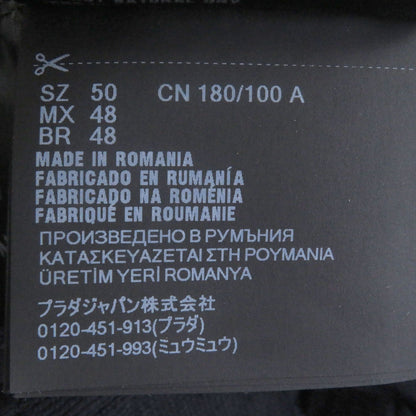 SZ 50 CN 180/100 A
MX 48
BR 48
MADE IN ROMANIA
FABRICADO EN RUMANÍA
FABRICADO NA ROMÉNIA
FABRIQUÉ EN ROUMANIE
ПРОИЗВЕДЕНО В РУМЪНИЯ
ΚΑΤΑΣΚΕΥΑΖΕΤΑΙ ΣΤΗ ΡΟΥΜΑΝΙΑ
ÜRETİM YERİ ROMANYA
プラダジャパン株式会社
0120-451-913(プラダ)
0120-451-993(ミュウミュウ)